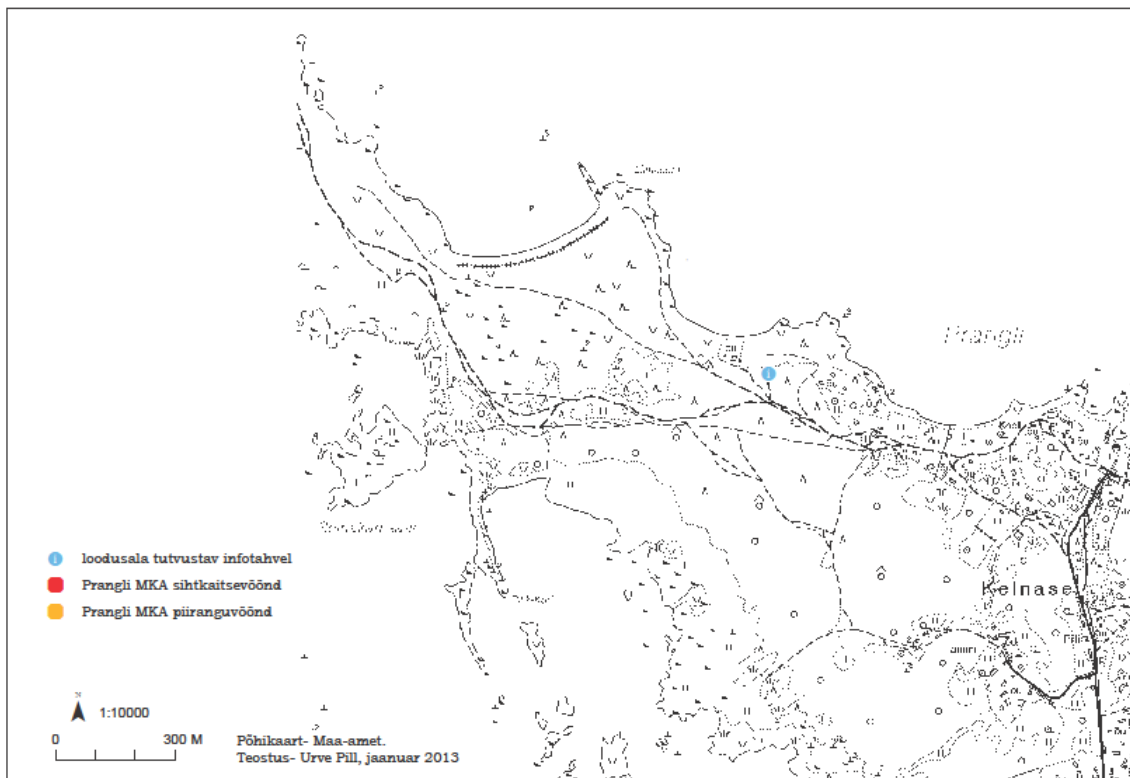 Prangli
i
Kelnase
i loodusala tutvustav infotahvel
Prangli MKA sihtkaitsevöönd
Prangli MKA piiranguvöönd
N
1:10000
0 300 M
Põhikaart- Maa-amet.
Teostus- Urve Pill, jaanuar 2013